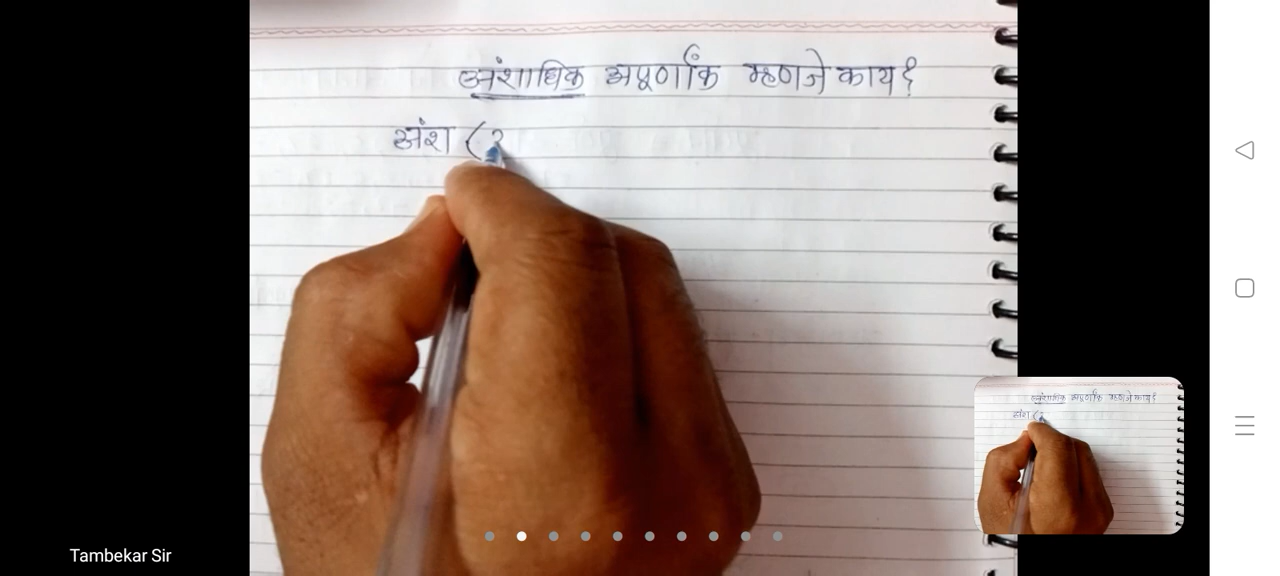 अंशाधिक अपूर्णांक म्हणजे काय?
अंश (
Tambekar Sir